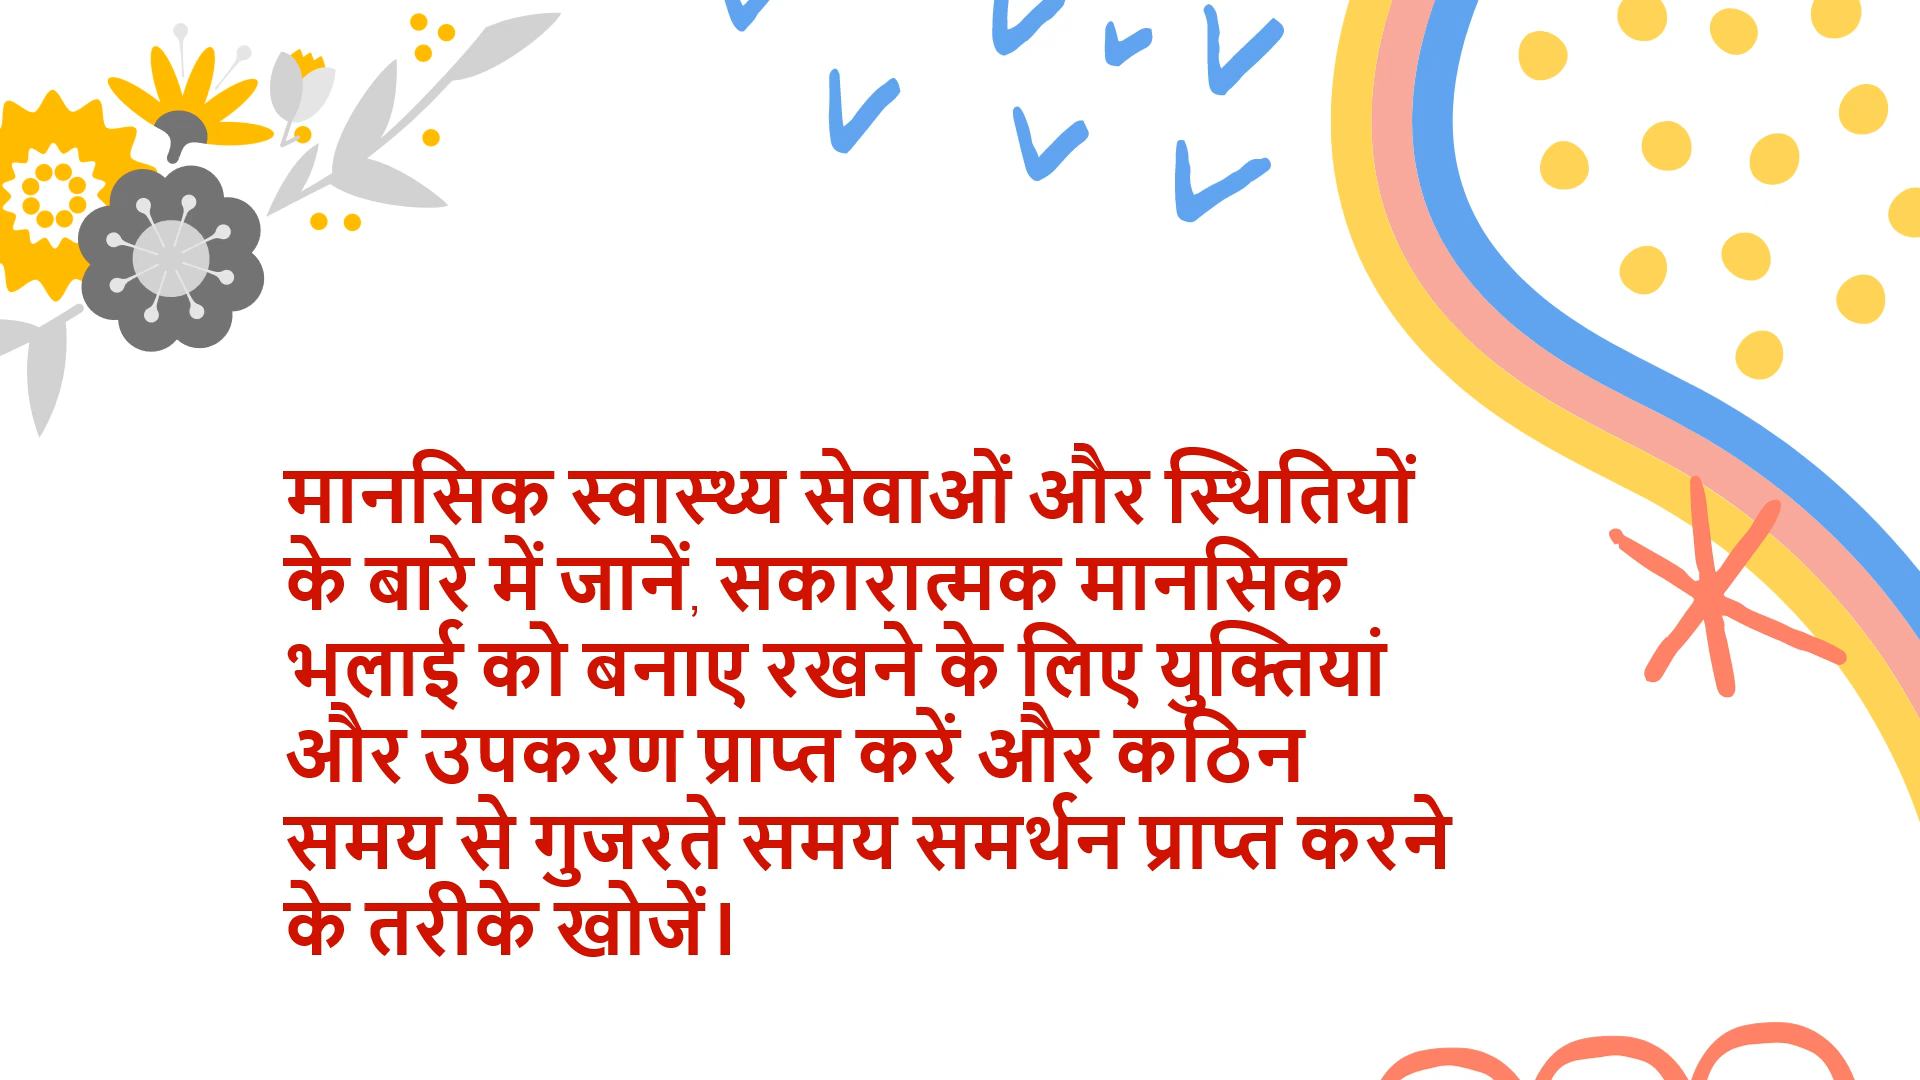 मानसिक स्वास्थ्य सेवाओं और स्थितियों
के बारे में जानें, सकारात्मक मानसिक
भलाई को बनाए रखने के लिए युक्तियां
और उपकरण प्राप्त करें और कठिन
समय से गुजरते समय समर्थन प्राप्त करने
के तरीके खोजें।